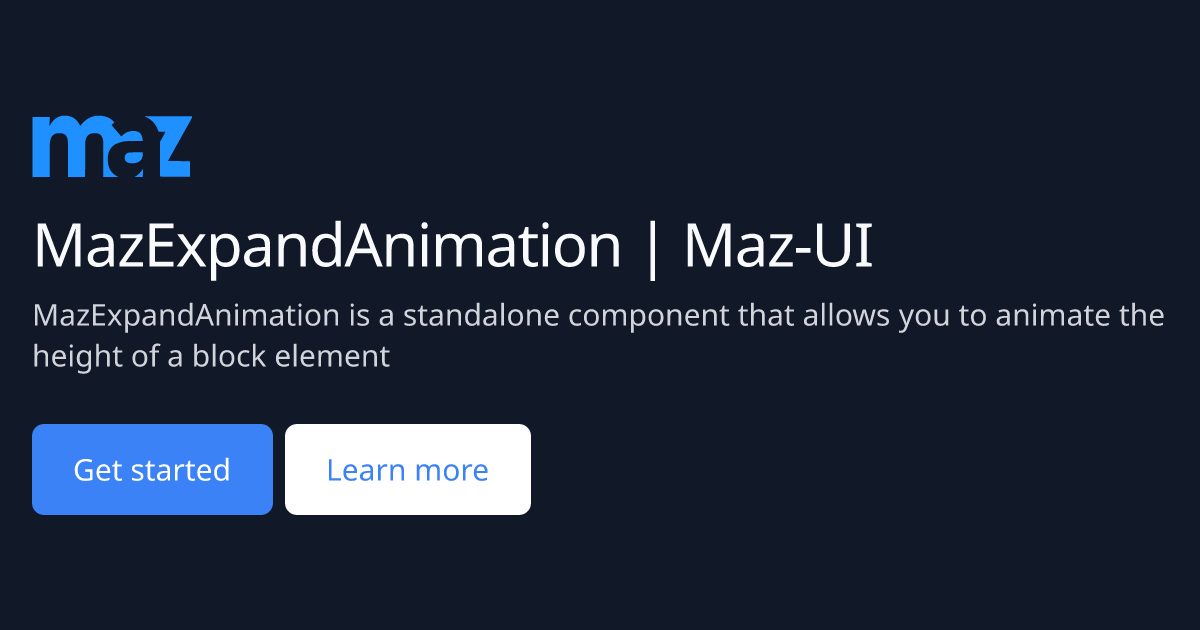 maz
MazExpandAnimation | Maz-UI
MazExpandAnimation is a standalone component that allows you to animate the
height of a block element
Get started
Learn more